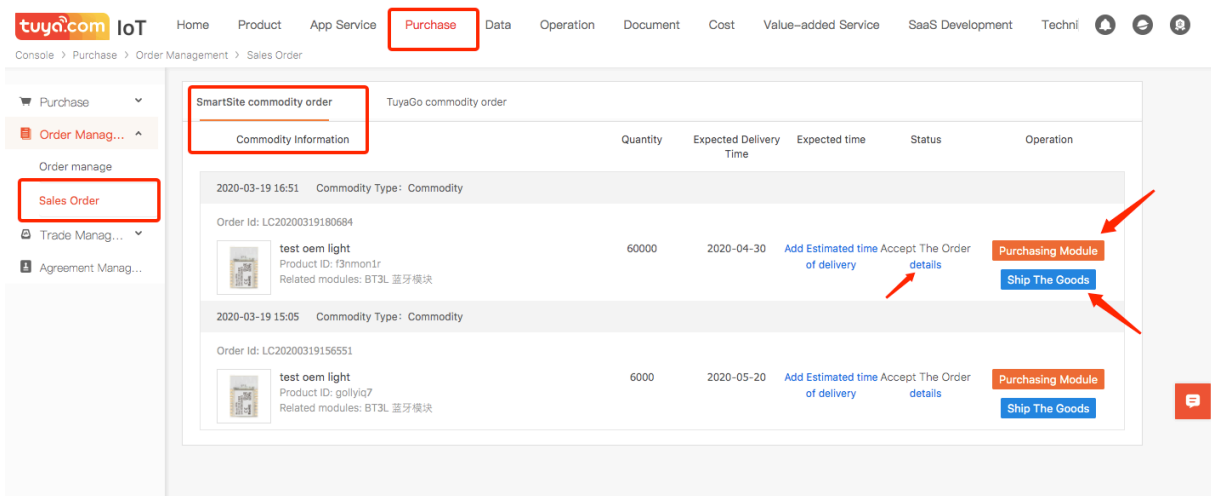 tuya.com IoT Home Product App Service Purchase Data Operation Document Cost Value-added Service SaaS Development Techni
Console > Purchase > Order Management > Sales Order
Purchase
Order Manag...
Order manage
Sales Order
Trade Manag...
Agreement Manag...
SmartSite commodity order TuyaGo commodity order
Commodity Information Quantity Expected Delivery Time Expected time Status Operation
2020-03-19 16:51 Commodity Type: Commodity
Order Id: LC20200319180684
test oem light
Product ID: f3nmon1r
Related modules: BT3L 蓝牙模块
60000 2020-04-30 Add Estimated time of delivery Accept The Order details Purchasing Module
Ship The Goods
2020-03-19 15:05 Commodity Type: Commodity
Order Id: LC20200319156551
test oem light
Product ID: gollyiq7
Related modules: BT3L 蓝牙模块
6000 2020-05-20 Add Estimated time of delivery Accept The Order details Purchasing Module
Ship The Goods